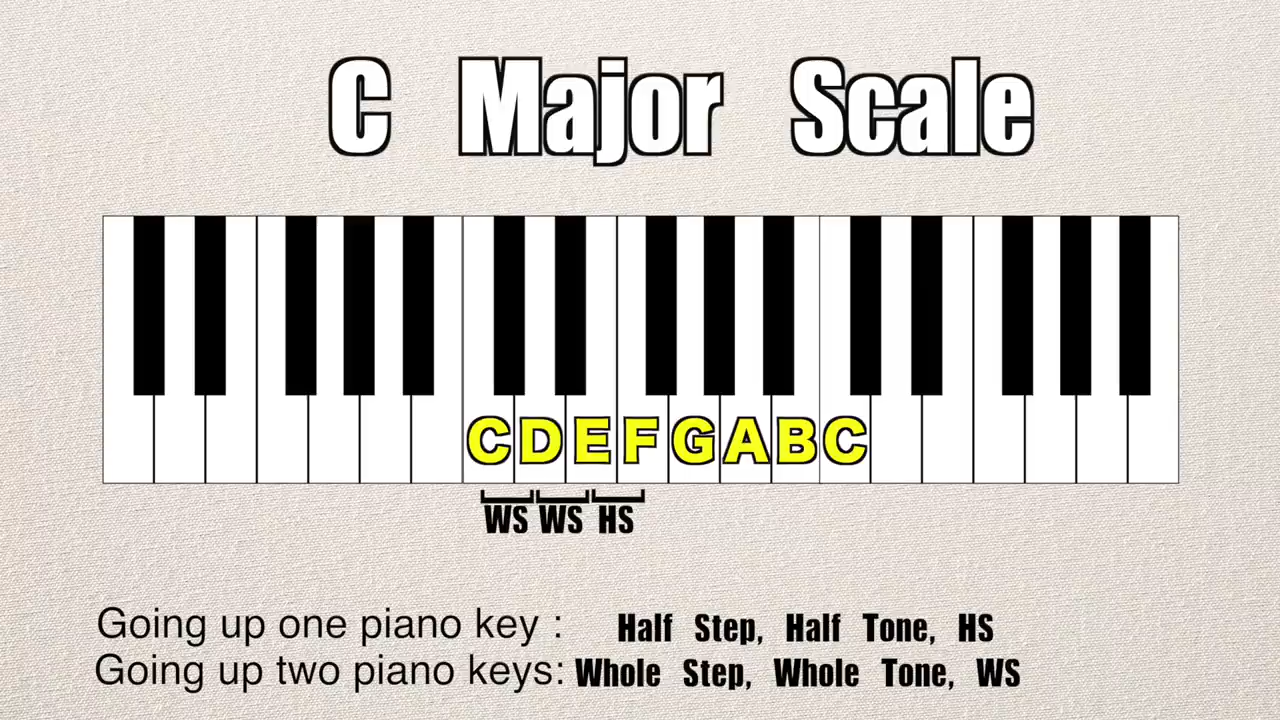 C Major Scale
C D E F G A B C
WS WS HS
Going up one piano key : Half Step, Half Tone, HS
Going up two piano keys: Whole Step, Whole Tone, WS